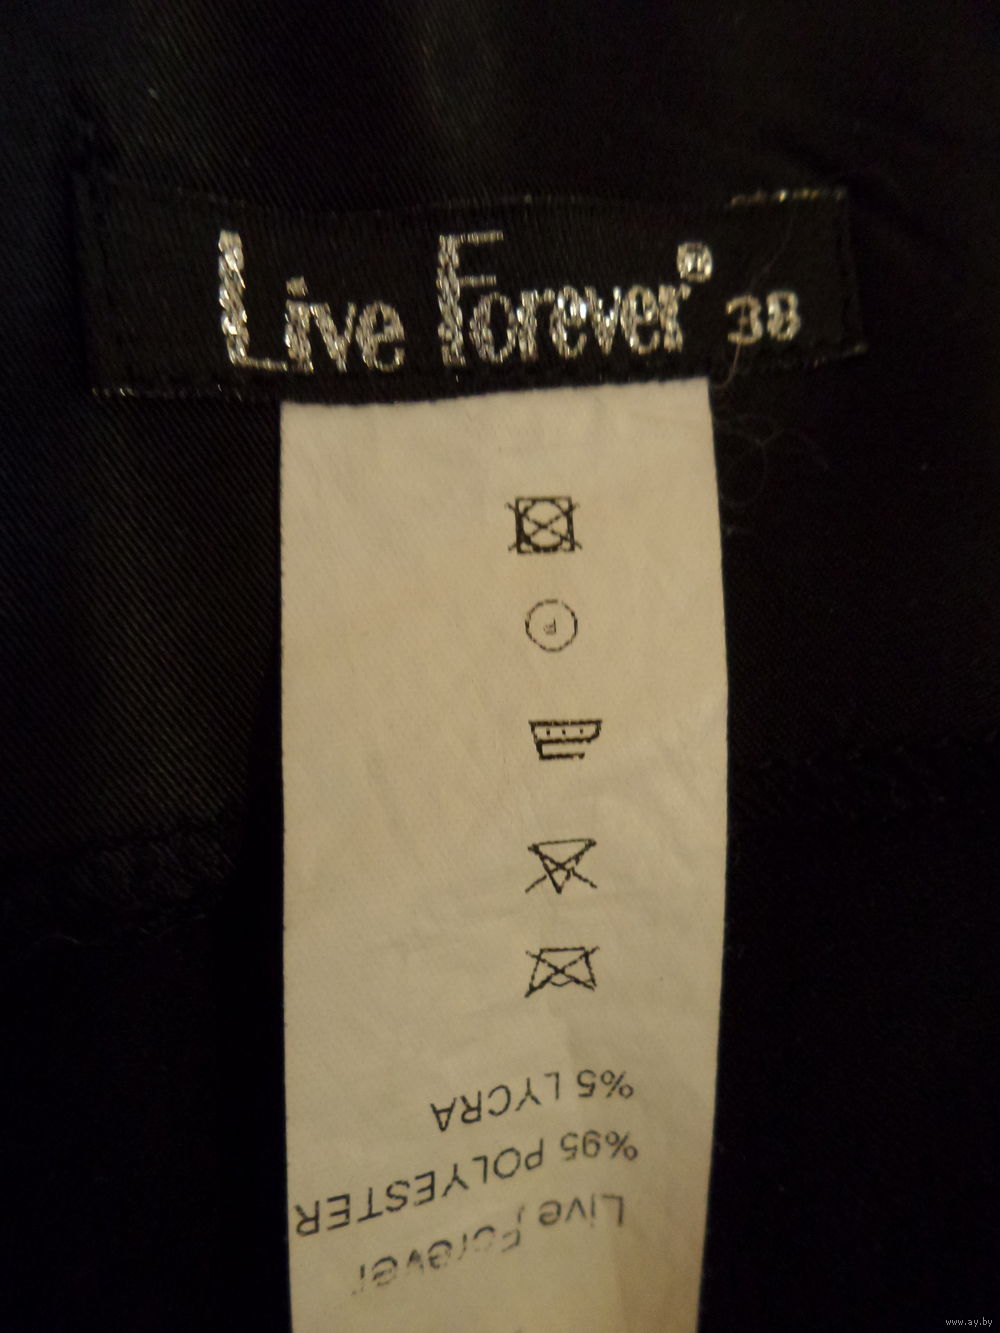 Live Forever® 38
Live Forever
%95 POLYESTER
%5 LYCRA
www.ay.by